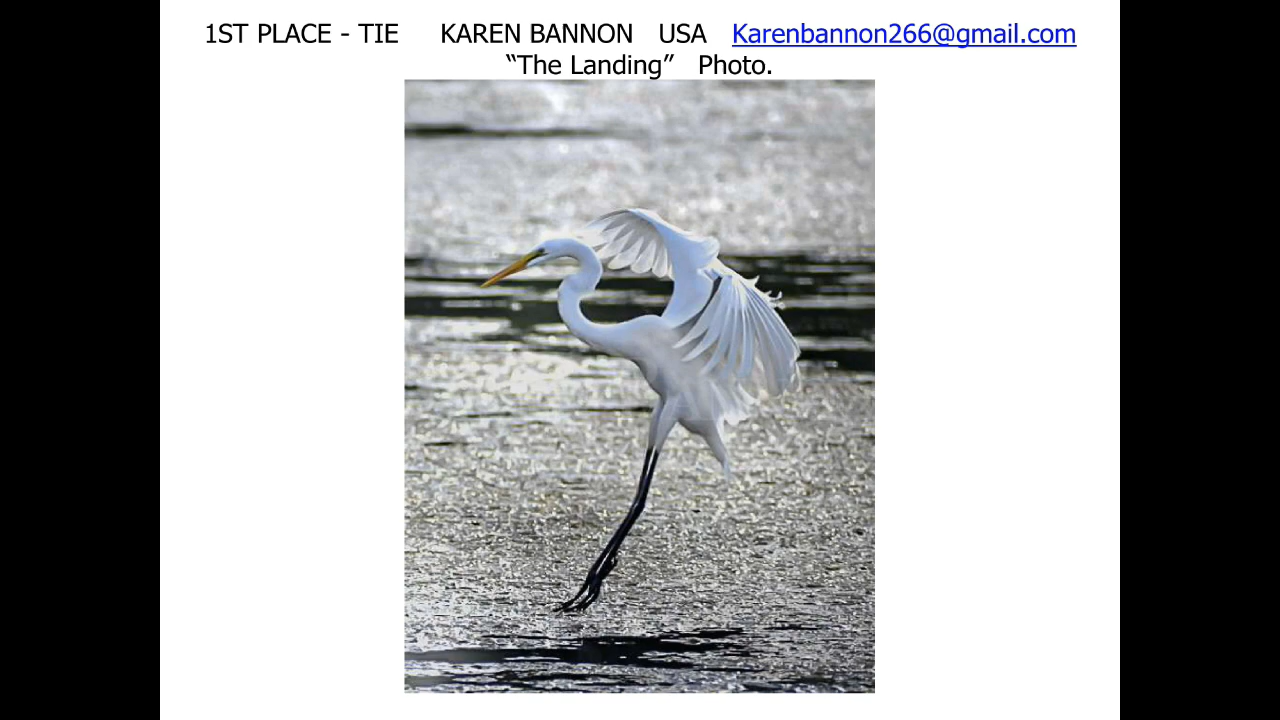 1ST PLACE - TIE KAREN BANNON USA Karenbannon266@gmail.com
“The Landing” Photo.